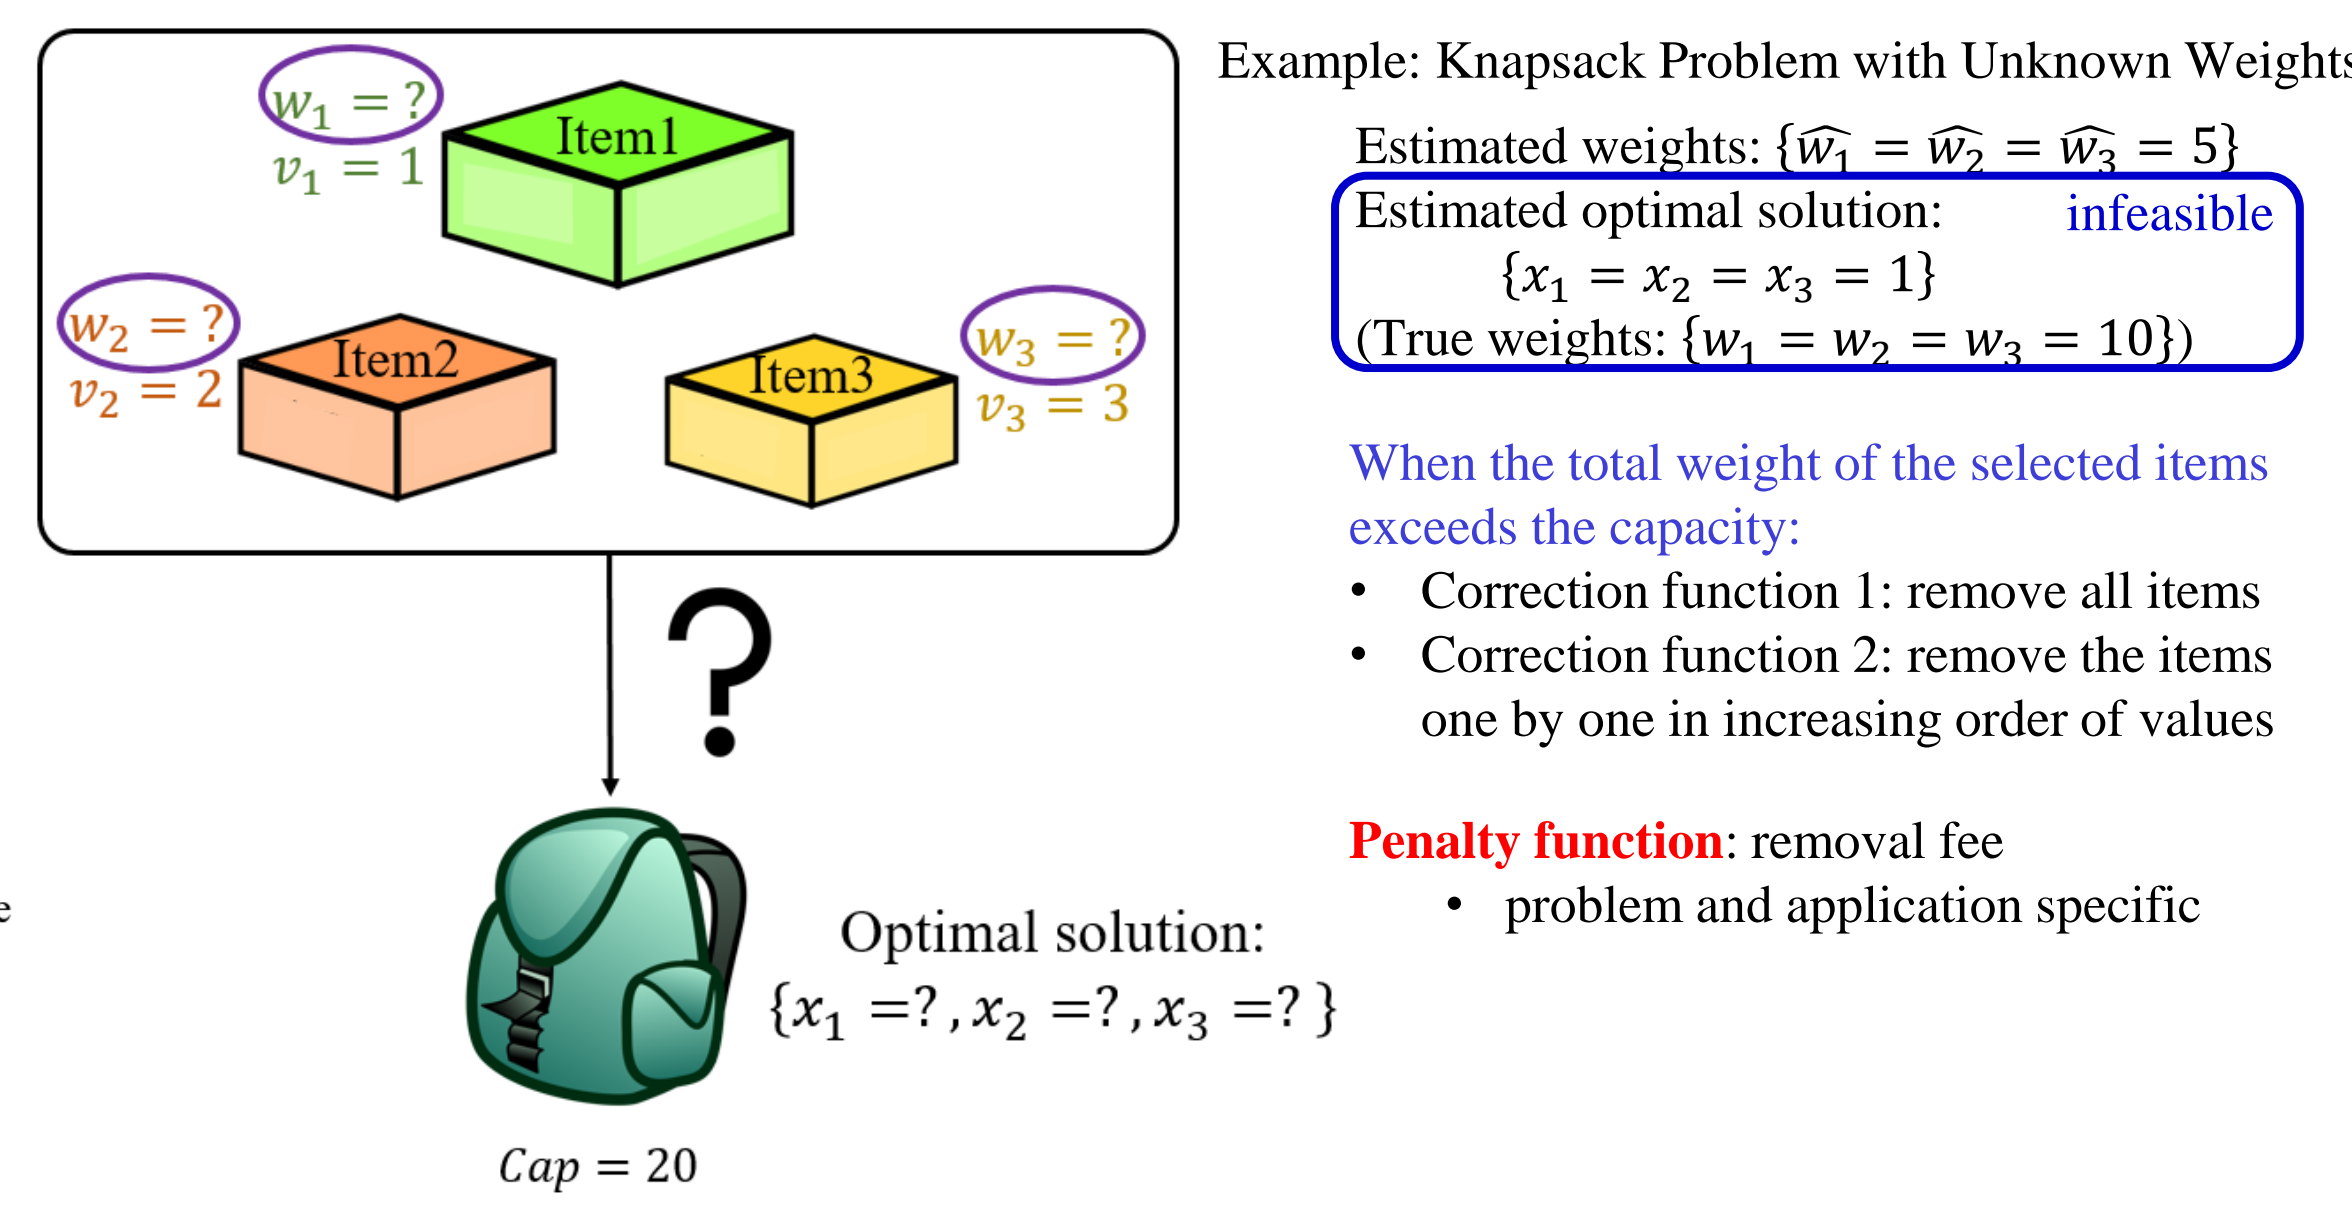 w₁ = ?
v₁ = 1
Item1
w₂ = ?
v₂ = 2
Item2
w₃ = ?
v₃ = 3
Item3
?
Optimal solution:
{x₁ =?, x₂ =?, x₃ =? }
Cap = 20
e
Example: Knapsack Problem with Unknown Weights
Estimated weights: {ŵ₁ = ŵ₂ = ŵ₃ = 5}
Estimated optimal solution: infeasible
{x₁ = x₂ = x₃ = 1}
(True weights: {w₁ = w₂ = w₃ = 10})
When the total weight of the selected items
exceeds the capacity:
• Correction function 1: remove all items
• Correction function 2: remove the items
one by one in increasing order of values
Penalty function: removal fee
• problem and application specific